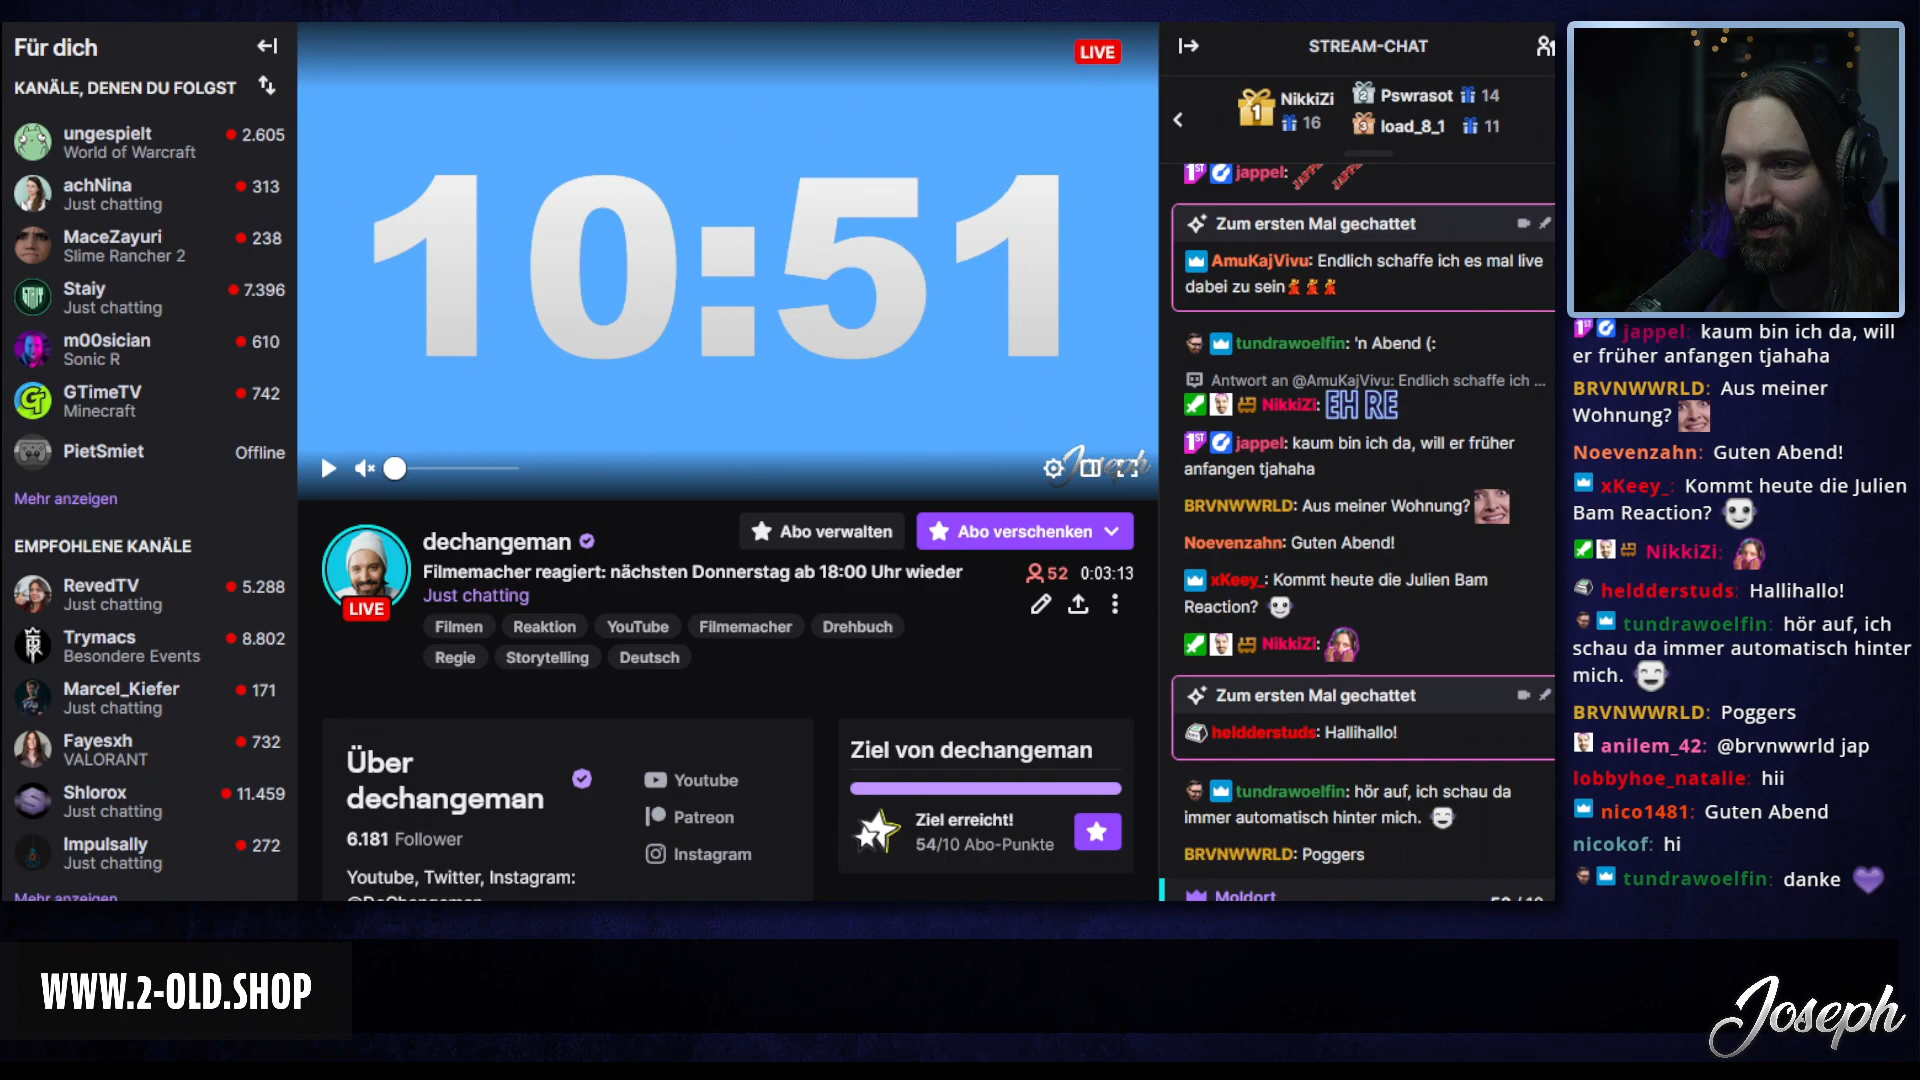 Für dich
KANÄLE, DENEN DU FOLGST
ungespielt 2.605
World of Warcraft
achNina 313
Just chatting
MaceZayuri 238
Slime Rancher 2
Staiy 7.396
Just chatting
m00sician 610
Sonic R
GTimeTV 742
Minecraft
PietSmiet Offline
Mehr anzeigen
EMPFOHLENE KANÄLE
RevedTV 5.288
Just chatting
Trymacs 8.802
Besondere Events
Marcel_Kiefer 171
Just chatting
Fayesxh 732
VALORANT
Shlorox 11.459
Just chatting
Impulsally 272
Just chatting
Mehr anzeigen
LIVE
10:51
Joseph
dechangeman
Abo verwalten
Abo verschenken
Filmemacher reagiert: nächsten Donnerstag ab 18:00 Uhr wieder
52 0:03:13
Just chatting
LIVE
Filmen Reaktion YouTube Filmemacher Drehbuch
Regie Storytelling Deutsch
Über
dechangeman
6.181 Follower
Youtube, Twitter, Instagram:
@DeChangeman
Youtube
Patreon
Instagram
Ziel von dechangeman
Ziel erreicht!
54/10 Abo-Punkte
STREAM-CHAT
1 NikkiZi 16
2 Pswrasot 14
3 load_8_1 11
1ST jappel: JAPPEL JAPPEL
Zum ersten Mal gechattet
AmuKajVivu: Endlich schaffe ich es mal live
dabei zu sein
tundrawoelfin: 'n Abend (:
Antwort an @AmuKajVivu: Endlich schaffe ich ...
NikkiZi: EH RE
1ST jappel: kaum bin ich da, will er früher
anfangen tjahaha
BRVNWWRLD: Aus meiner Wohnung?
Noevenzahn: Guten Abend!
xKeey_: Kommt heute die Julien Bam
Reaction?
NikkiZi:
Zum ersten Mal gechattet
heldderstuds: Hallihallo!
tundrawoelfin: hör auf, ich schau da
immer automatisch hinter mich.
BRVNWWRLD: Poggers
Moldort
1ST jappel: kaum bin ich da, will
er früher anfangen tjahaha
BRVNWWRLD: Aus meiner
Wohnung?
Noevenzahn: Guten Abend!
xKeey_: Kommt heute die Julien
Bam Reaction?
NikkiZi:
heldderstuds: Hallihallo!
tundrawoelfin: hör auf, ich
schau da immer automatisch hinter
mich.
BRVNWWRLD: Poggers
anilem_42: @brvnwwrld jap
lobbyhoe_natalie: hii
nico1481: Guten Abend
nicokof: hi
tundrawoelfin: danke
WWW.2-OLD.SHOP
Joseph